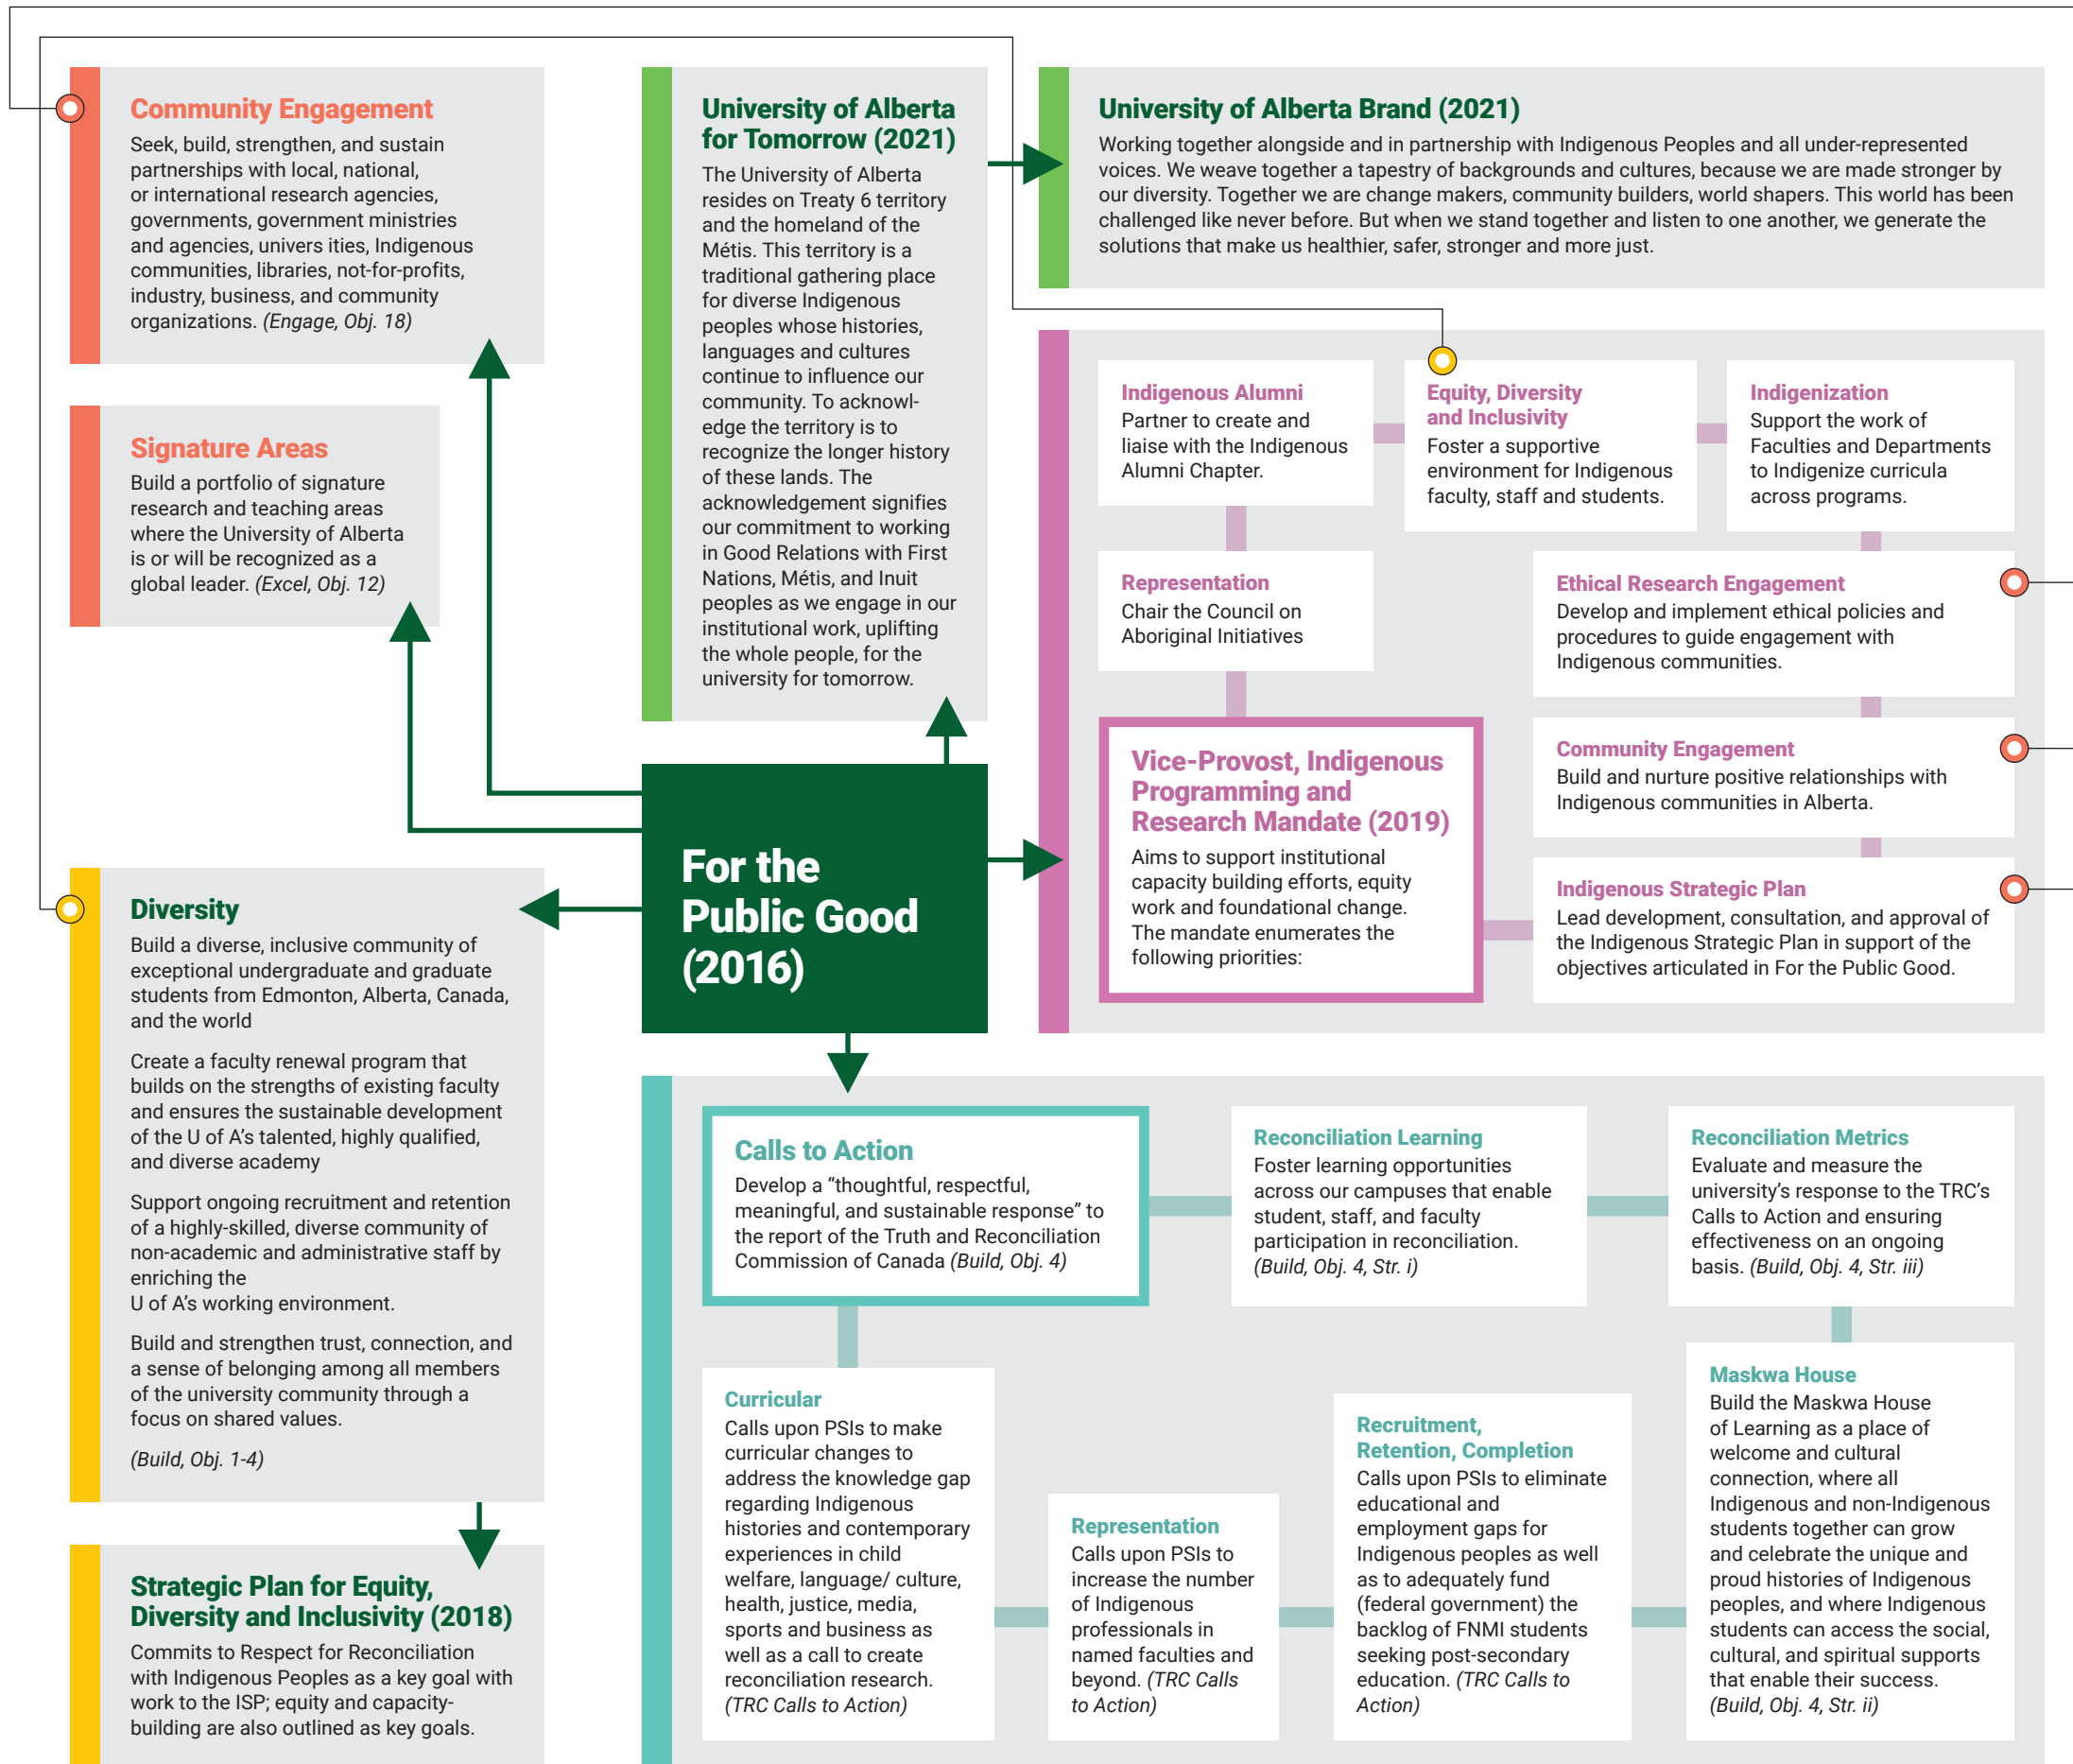 Community Engagement
Seek, build, strengthen, and sustain
partnerships with local, national,
or international research agencies,
governments, government ministries
and agencies, univers ities, Indigenous
communities, libraries, not-for-profits,
industry, business, and community
organizations. (Engage, Obj. 18)
Signature Areas
Build a portfolio of signature
research and teaching areas
where the University of Alberta
is or will be recognized as a
global leader. (Excel, Obj. 12)
Diversity
Build a diverse, inclusive community of
exceptional undergraduate and graduate
students from Edmonton, Alberta, Canada,
and the world
Create a faculty renewal program that
builds on the strengths of existing faculty
and ensures the sustainable development
of the U of A's talented, highly qualified,
and diverse academy
Support ongoing recruitment and retention
of a highly-skilled, diverse community of
non-academic and administrative staff by
enriching the
U of A's working environment.
Build and strengthen trust, connection, and
a sense of belonging among all members
of the university community through a
focus on shared values.
(Build, Obj. 1-4)
Strategic Plan for Equity,
Diversity and Inclusivity (2018)
Commits to Respect for Reconciliation
with Indigenous Peoples as a key goal with
work to the ISP; equity and capacity-
building are also outlined as key goals.
University of Alberta
for Tomorrow (2021)
The University of Alberta
resides on Treaty 6 territory
and the homeland of the
Métis. This territory is a
traditional gathering place
for diverse Indigenous
peoples whose histories,
languages and cultures
continue to influence our
community. To acknowl-
edge the territory is to
recognize the longer history
of these lands. The
acknowledgement signifies
our commitment to working
in Good Relations with First
Nations, Métis, and Inuit
peoples as we engage in our
institutional work, uplifting
the whole people, for the
university for tomorrow.
For the
Public Good
(2016)
University of Alberta Brand (2021)
Working together alongside and in partnership with Indigenous Peoples and all under-represented
voices. We weave together a tapestry of backgrounds and cultures, because we are made stronger by
our diversity. Together we are change makers, community builders, world shapers. This world has been
challenged like never before. But when we stand together and listen to one another, we generate the
solutions that make us healthier, safer, stronger and more just.
Indigenous Alumni
Partner to create and
liaise with the Indigenous
Alumni Chapter.
Equity, Diversity
and Inclusivity
Foster a supportive
environment for Indigenous
faculty, staff and students.
Indigenization
Support the work of
Faculties and Departments
to Indigenize curricula
across programs.
Representation
Chair the Council on
Aboriginal Initiatives
Ethical Research Engagement
Develop and implement ethical policies and
procedures to guide engagement with
Indigenous communities.
Vice-Provost, Indigenous
Programming and
Research Mandate (2019)
Aims to support institutional
capacity building efforts, equity
work and foundational change.
The mandate enumerates the
following priorities:
Community Engagement
Build and nurture positive relationships with
Indigenous communities in Alberta.
Indigenous Strategic Plan
Lead development, consultation, and approval of
the Indigenous Strategic Plan in support of the
objectives articulated in For the Public Good.
Calls to Action
Develop a “thoughtful, respectful,
meaningful, and sustainable response” to
the report of the Truth and Reconciliation
Commission of Canada (Build, Obj. 4)
Reconciliation Learning
Foster learning opportunities
across our campuses that enable
student, staff, and faculty
participation in reconciliation.
(Build, Obj. 4, Str. i)
Reconciliation Metrics
Evaluate and measure the
university's response to the TRC's
Calls to Action and ensuring
effectiveness on an ongoing
basis. (Build, Obj. 4, Str. iii)
Curricular
Calls upon PSIs to make
curricular changes to
address the knowledge gap
regarding Indigenous
histories and contemporary
experiences in child
welfare, language/ culture,
health, justice, media,
sports and business as
well as a call to create
reconciliation research.
(TRC Calls to Action)
Representation
Calls upon PSIs to
increase the number
of Indigenous
professionals in
named faculties and
beyond. (TRC Calls
to Action)
Recruitment,
Retention, Completion
Calls upon PSIs to eliminate
educational and
employment gaps for
Indigenous peoples as well
as to adequately fund
(federal government) the
backlog of FNMI students
seeking post-secondary
education. (TRC Calls to
Action)
Maskwa House
Build the Maskwa House
of Learning as a place of
welcome and cultural
connection, where all
Indigenous and non-Indigenous
students together can grow
and celebrate the unique and
proud histories of Indigenous
peoples, and where Indigenous
students can access the social,
cultural, and spiritual supports
that enable their success.
(Build, Obj. 4, Str. ii)